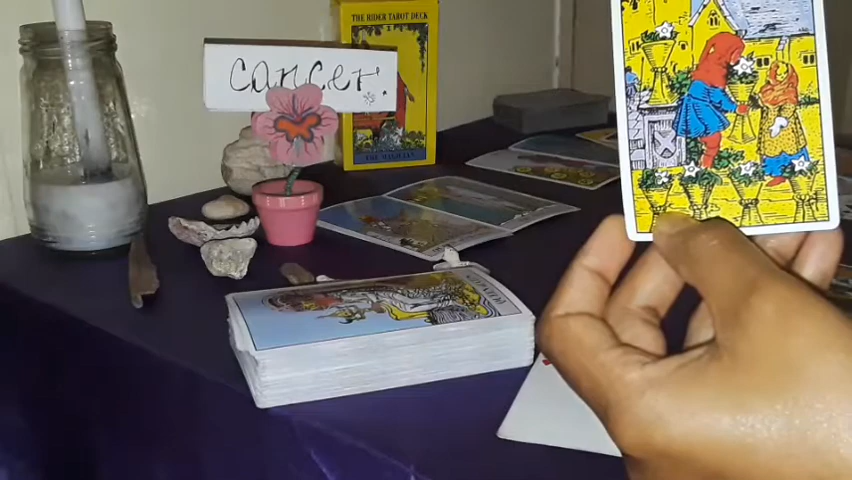 THE RIDER TAROT DECK
Cancer
THE MAGICIAN.